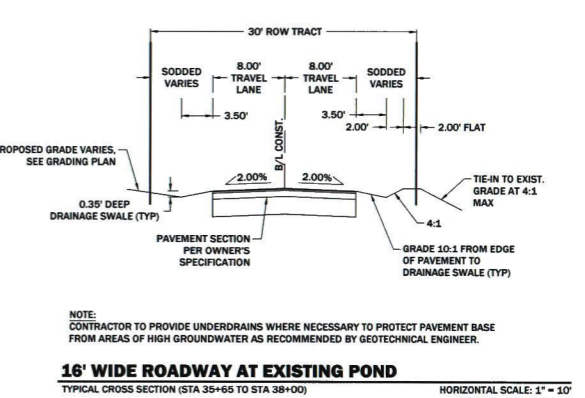 30' ROW TRACT
SODDED
VARIES
8.00'
TRAVEL
LANE
8.00'
TRAVEL
LANE
SODDED
VARIES
3.50'
3.50'
2.00'
2.00' FLAT
B/L CONST.
ROPOSED GRADE VARIES,
SEE GRADING PLAN
2.00%
2.00%
0.35' DEEP
DRAINAGE SWALE (TYP)
TIE-IN TO EXIST.
GRADE AT 4:1
MAX
4:1
PAVEMENT SECTION
PER OWNER'S
SPECIFICATION
GRADE 10:1 FROM EDGE
OF PAVEMENT TO
DRAINAGE SWALE (TYP)
NOTE:
CONTRACTOR TO PROVIDE UNDERDRAINS WHERE NECESSARY TO PROTECT PAVEMENT BASE
FROM AREAS OF HIGH GROUNDWATER AS RECOMMENDED BY GEOTECHNICAL ENGINEER.
16' WIDE ROADWAY AT EXISTING POND
TYPICAL CROSS SECTION (STA 35+65 TO STA 38+00)
HORIZONTAL SCALE: 1" = 10'